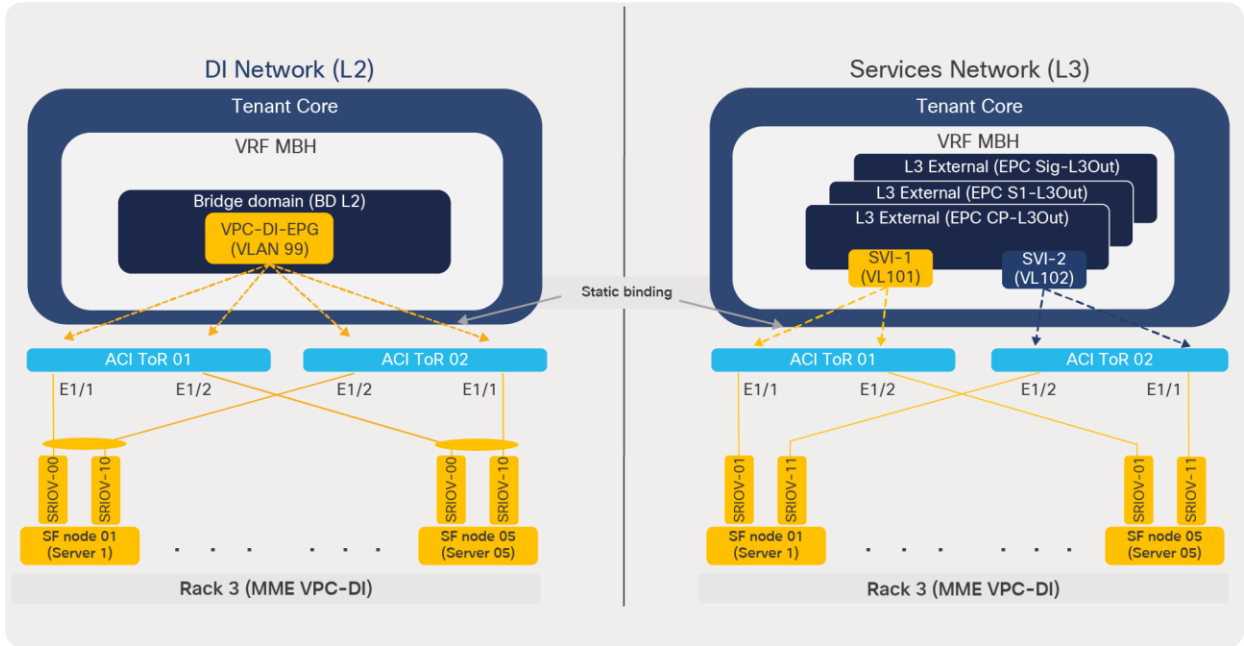 DI Network (L2)
Tenant Core
VRF MBH
Bridge domain (BD L2)
VPC-DI-EPG
(VLAN 99)
ACI ToR 01
ACI ToR 02
E1/1
E1/2
E1/2
E1/1
SRIOV-00
SRIOV-10
SRIOV-00
SRIOV-10
SF node 01
(Server 1)
. . . . . .
SF node 05
(Server 05)
Rack 3 (MME VPC-DI)
Static binding
Services Network (L3)
Tenant Core
VRF MBH
L3 External (EPC Sig-L3Out)
L3 External (EPC S1-L3Out)
L3 External (EPC CP-L3Out)
SVI-1
(VL101)
SVI-2
(VL102)
ACI ToR 01
ACI ToR 02
E1/1
E1/2
E1/2
E1/1
SRIOV-01
SRIOV-11
SRIOV-01
SRIOV-11
SF node 01
(Server 1)
. . . . . .
SF node 05
(Server 05)
Rack 3 (MME VPC-DI)